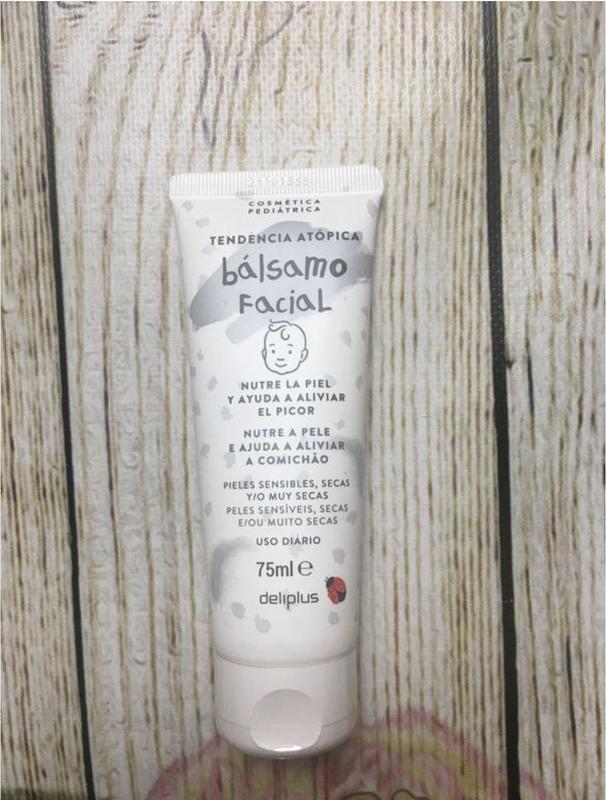 COSMÉTICA
PEDIÁTRICA
TENDENCIA ATÓPICA
bálsamo
Facial
NUTRE LA PIEL
Y AYUDA A ALIVIAR
EL PICOR
NUTRE A PELE
E AJUDA A ALIVIAR
A COMICHÃO
PIELES SENSIBLES, SECAS
Y/O MUY SECAS
PELES SENSÍVEIS, SECAS
E/OU MUITO SECAS
USO DIÁRIO
75ml e
deliplus